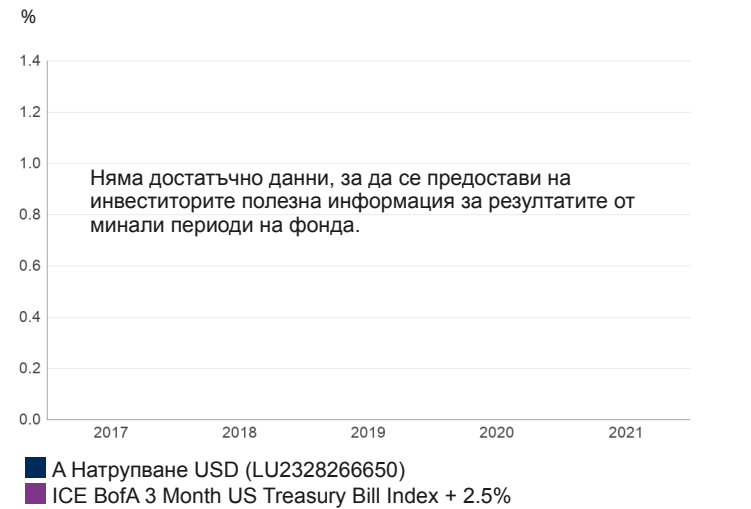 %
1.4
1.2
1.0
Няма достатъчно данни, за да се предостави на
инвеститорите полезна информация за резултатите от
минали периоди на фонда.
0.8
0.6
0.4
0.2
0.0
2017 2018 2019 2020 2021
А Натрупване USD (LU2328266650)
ICE BofA 3 Month US Treasury Bill Index + 2.5%